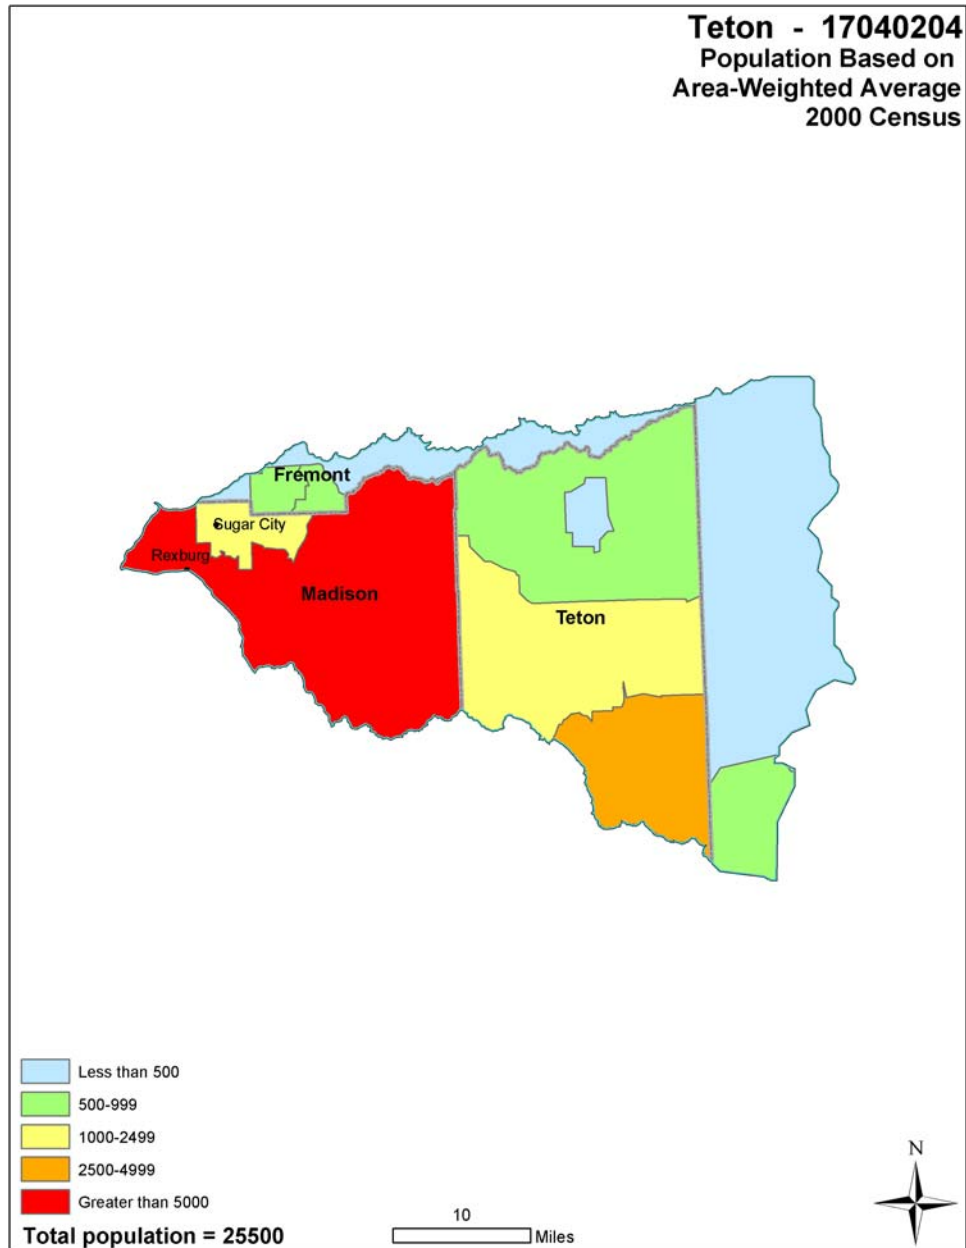 Teton - 17040204
Population Based on
Area-Weighted Average
2000 Census
Fremont
Sugar City
Rexburg
Madison
Teton
Less than 500
500-999
1000-2499
2500-4999
Greater than 5000
Total population = 25500
10
Miles
N